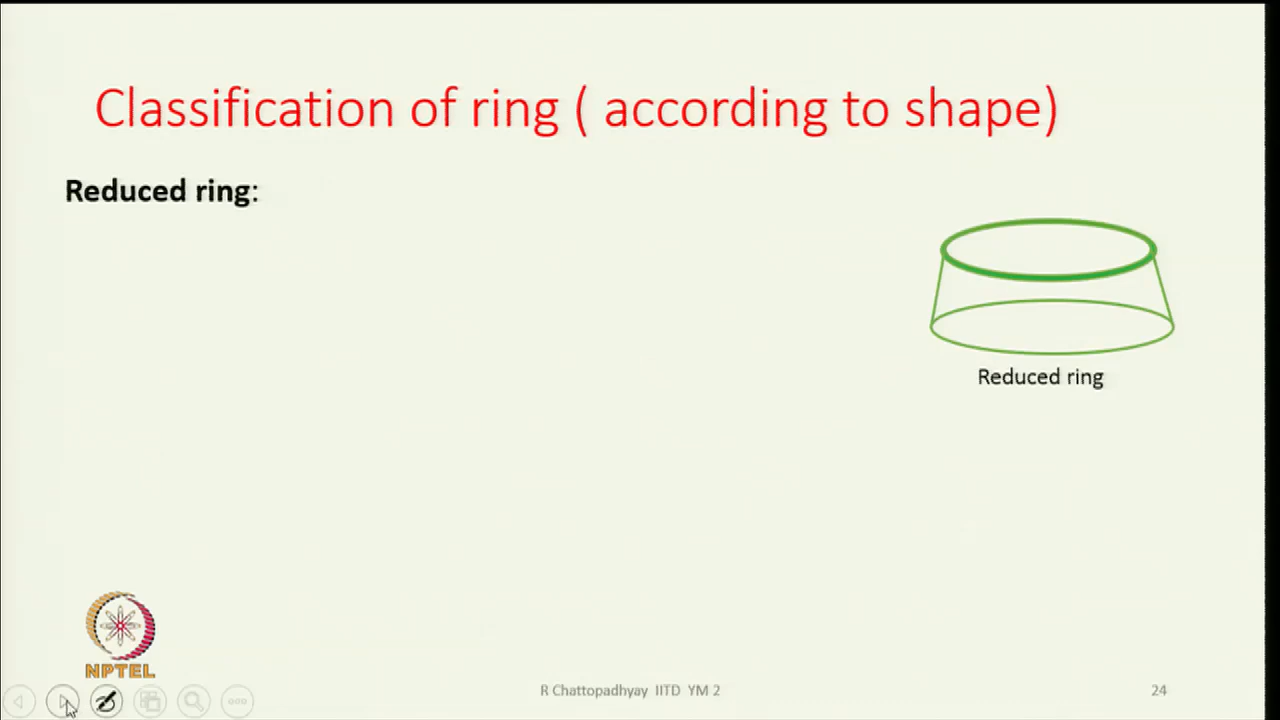 Classification of ring ( according to shape)
Reduced ring:
Reduced ring
NPTEL
R Chattopadhyay IITD YM 2
24